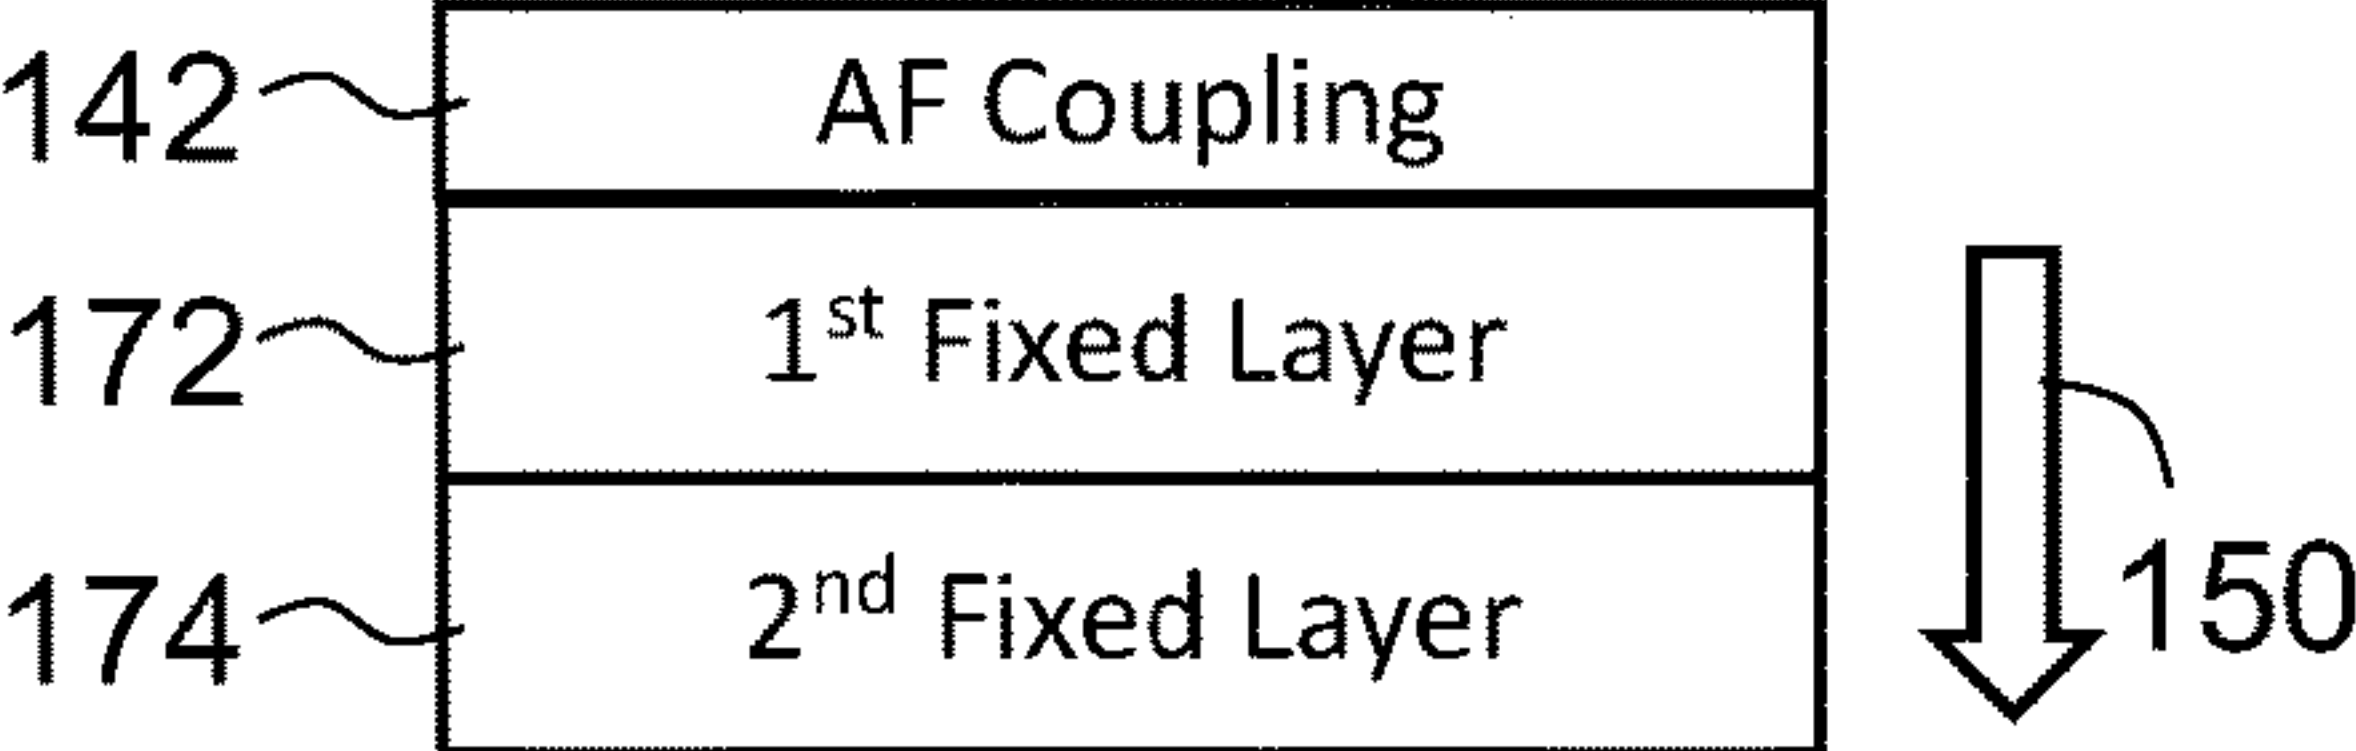 142 AF Coupling
172 1st Fixed Layer
174 2nd Fixed Layer
150